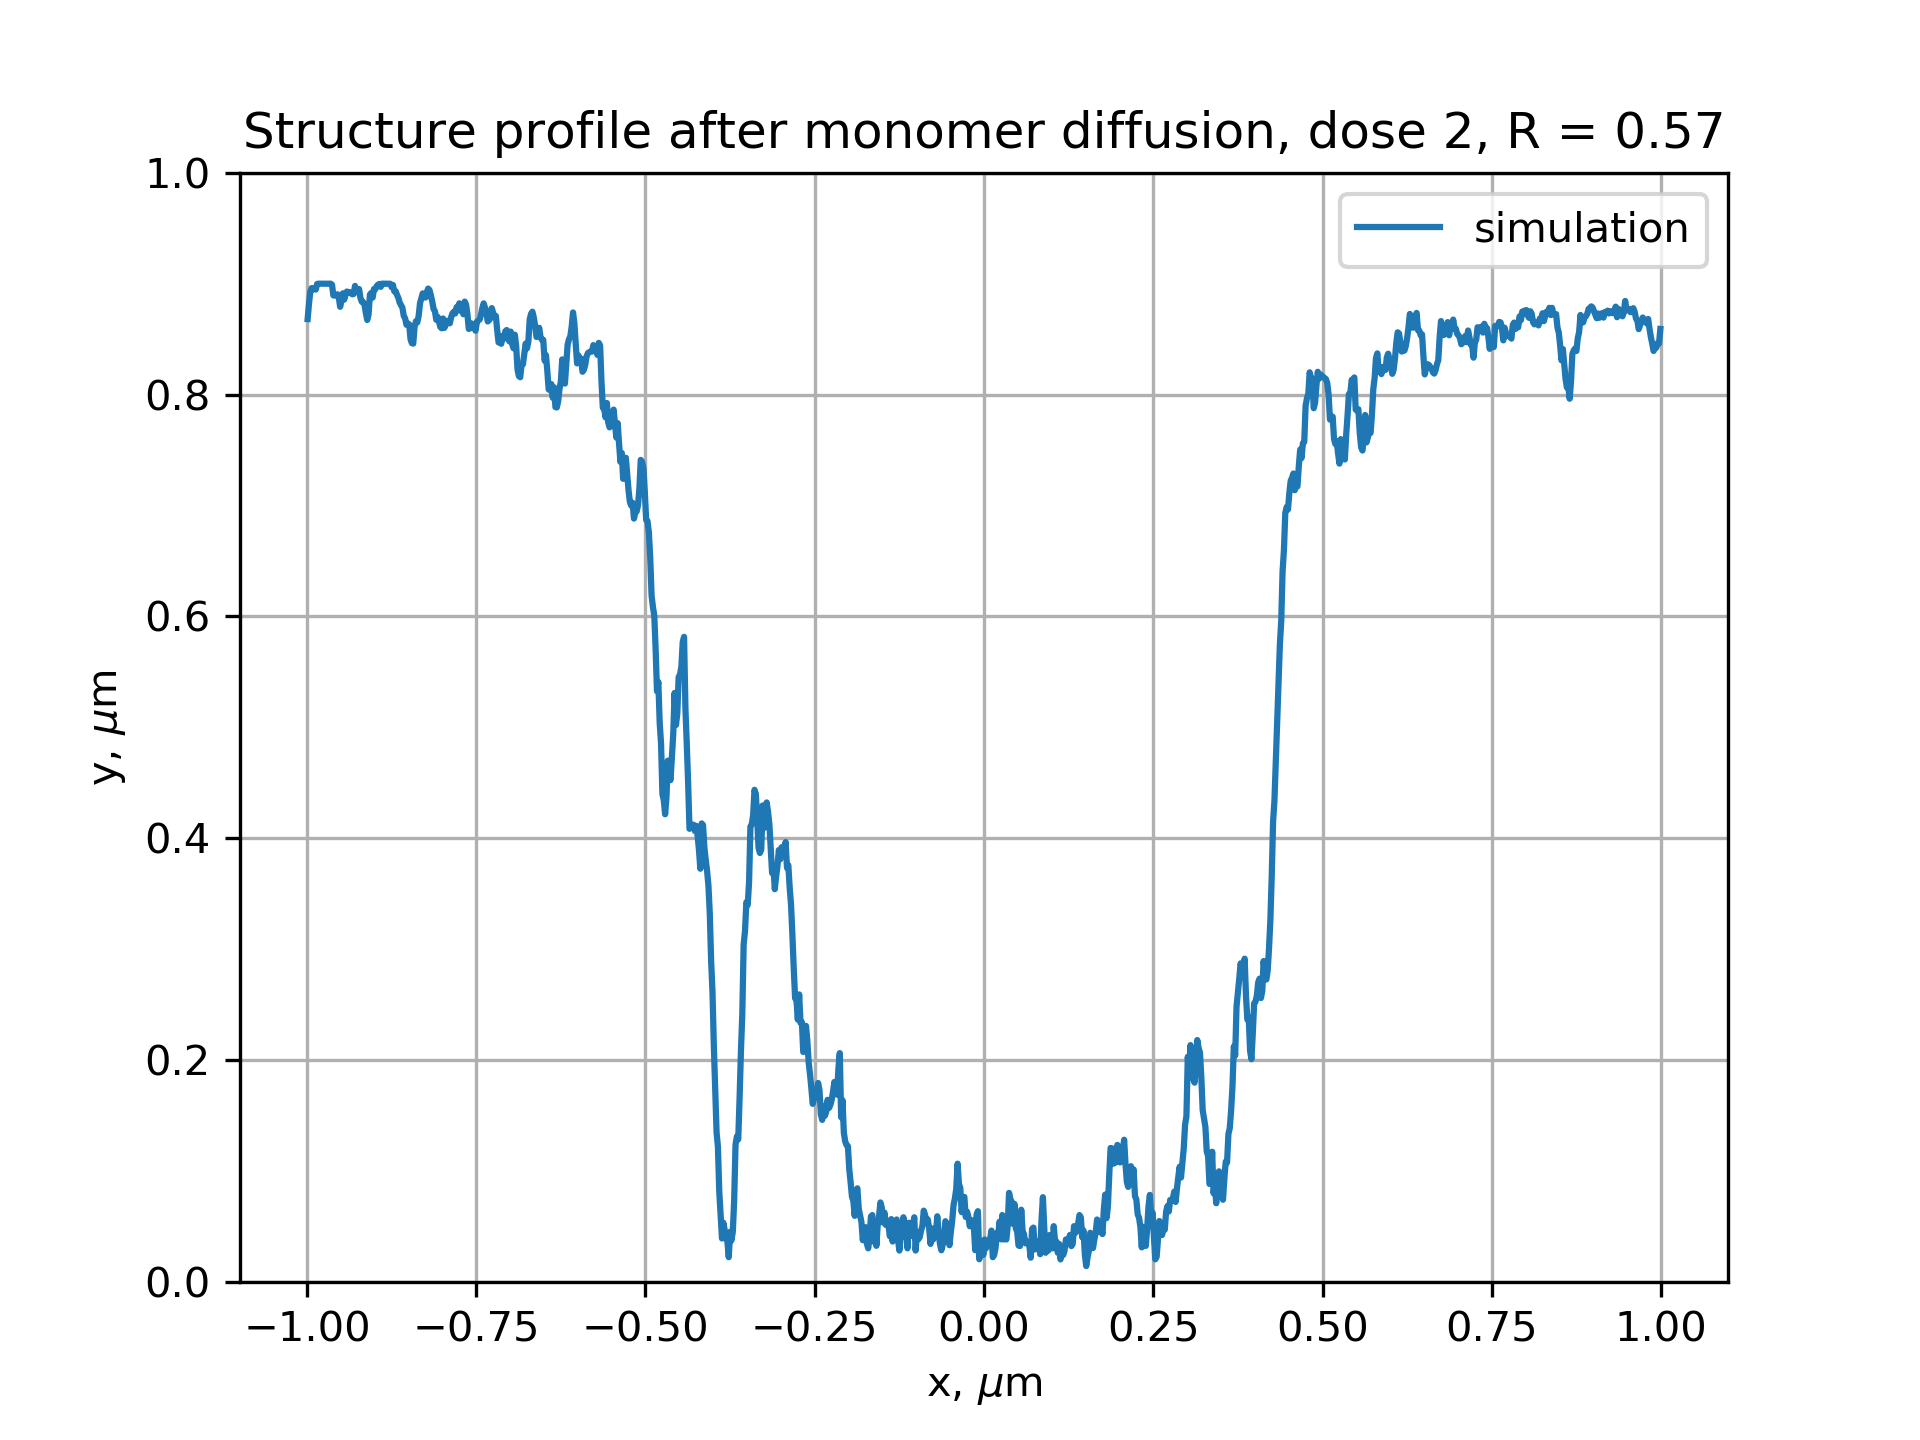 Structure profile after monomer diffusion, dose 2, R = 0.57
simulation
1.0
0.8
0.6
0.4
0.2
0.0
y, μm
−1.00 −0.75 −0.50 −0.25 0.00 0.25 0.50 0.75 1.00
x, μm